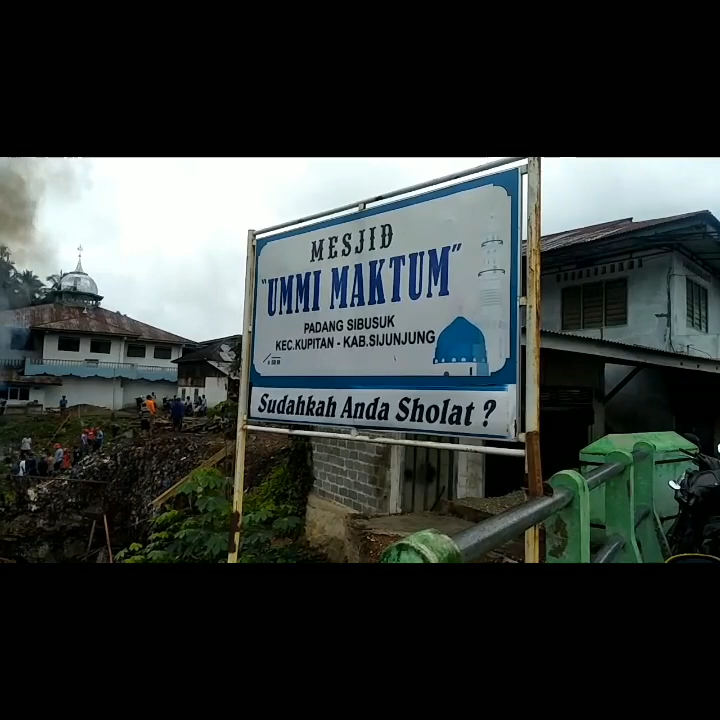 MESJID
"UMMI MAKTUM"
PADANG SIBUSUK
KEC.KUPITAN - KAB.SIJUNJUNG
Sudahkah Anda Sholat ?